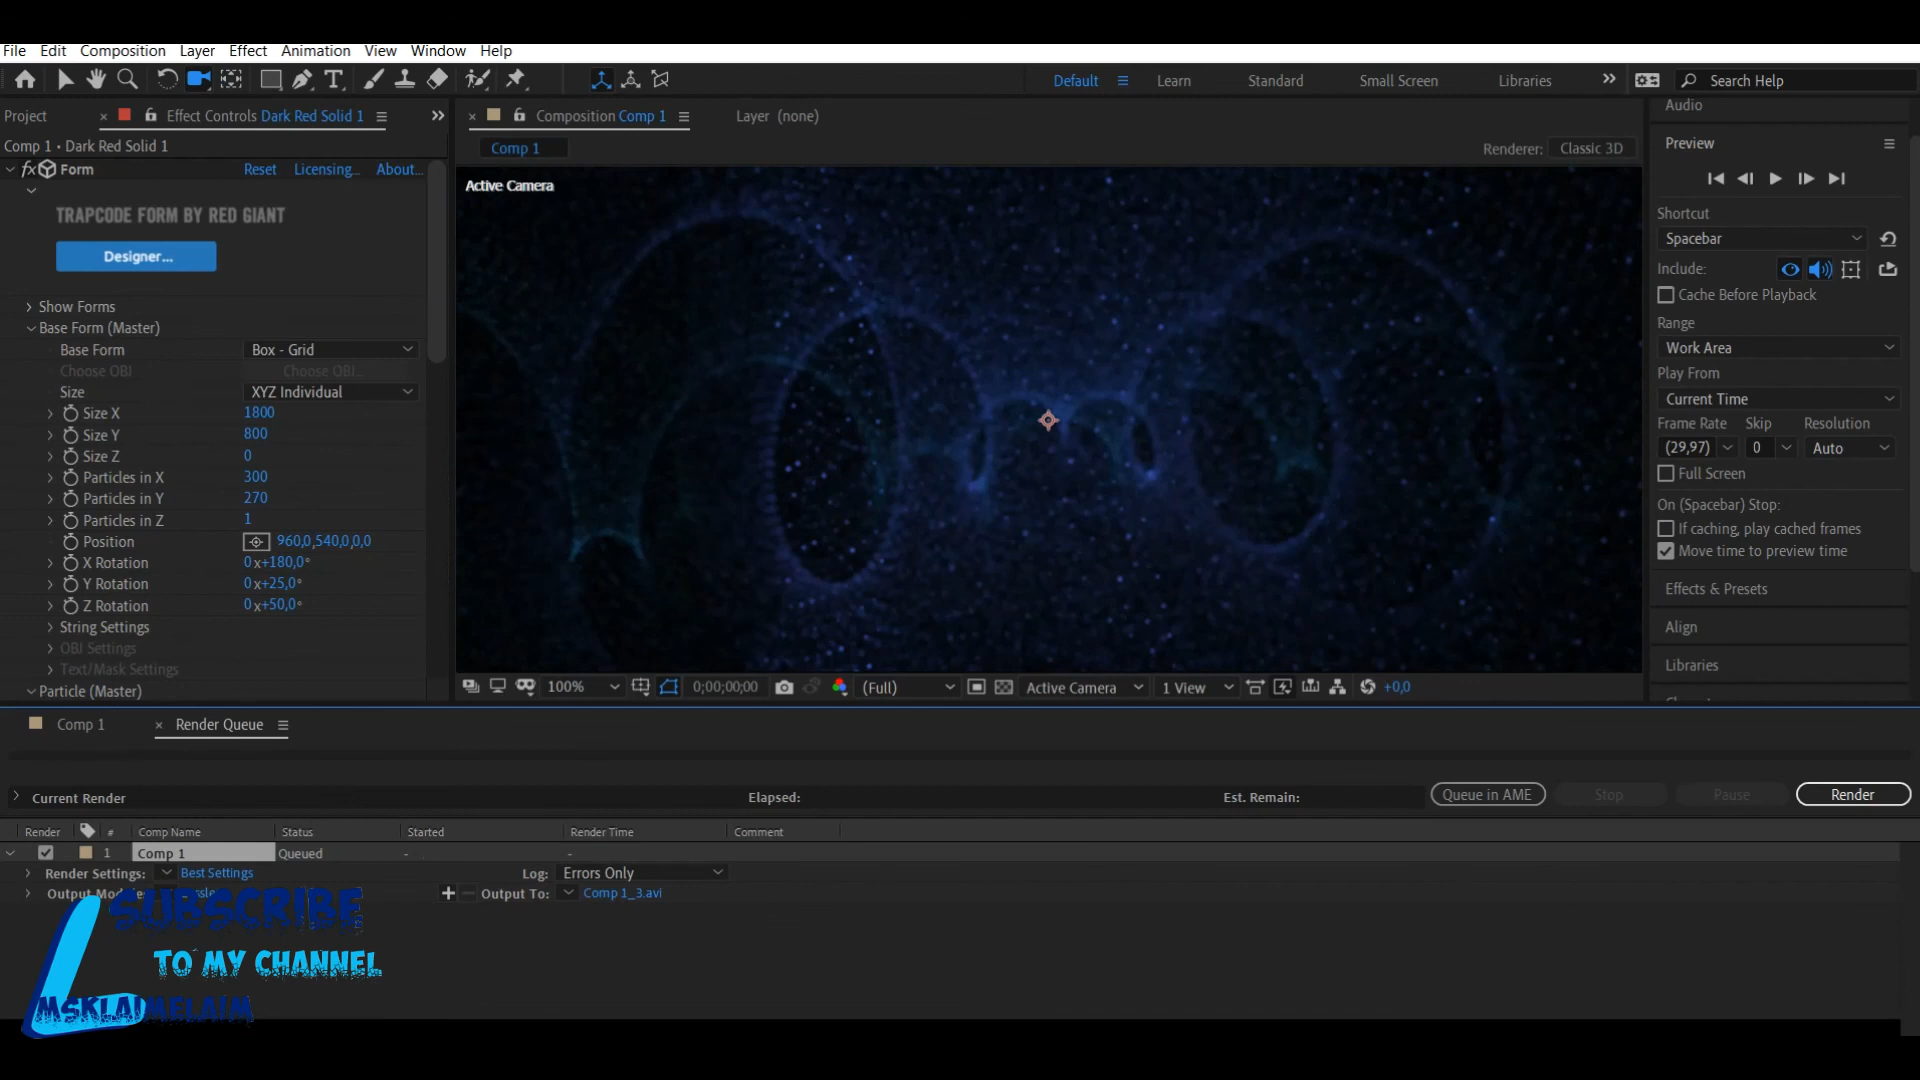 File Edit Composition Layer Effect Animation View Window Help
Default Learn Standard Small Screen Libraries Search Help
Project Effect Controls Dark Red Solid 1
Composition Comp 1 Layer (none)
Audio
Comp 1 • Dark Red Solid 1
Comp 1
Renderer: Classic 3D
Preview
fx Form Reset Licensing... About...
Active Camera
TRAPCODE FORM BY RED GIANT
Designer...
Show Forms
Base Form (Master)
Base Form Box - Grid
Choose OBJ Choose OBJ...
Size XYZ Individual
Size X 1800
Size Y 800
Size Z 0
Particles in X 300
Particles in Y 270
Particles in Z 1
Position 960,0,540,0,0,0
X Rotation 0x+180,0°
Y Rotation 0x+25,0°
Z Rotation 0x+50,0°
String Settings
OBJ Settings
Text/Mask Settings
Particle (Master)
Shortcut
Spacebar
Include:
Cache Before Playback
Range
Work Area
Play From
Current Time
Frame Rate Skip Resolution
(29,97) 0 Auto
Full Screen
On (Spacebar) Stop:
If caching, play cached frames
Move time to preview time
Effects & Presets
Align
Libraries
100% 0;00;00;00 (Full) Active Camera 1 View +0,0
Comp 1 Render Queue
Current Render Elapsed: Est. Remain: Queue in AME Stop Pause Render
Render # Comp Name Status Started Render Time Comment
1 Comp 1 Queued - -
Render Settings: Best Settings Log: Errors Only
Output To: Comp 1_3.avi
SUBSCRIBE
TO MY CHANNEL
MSKLAIMELAIM